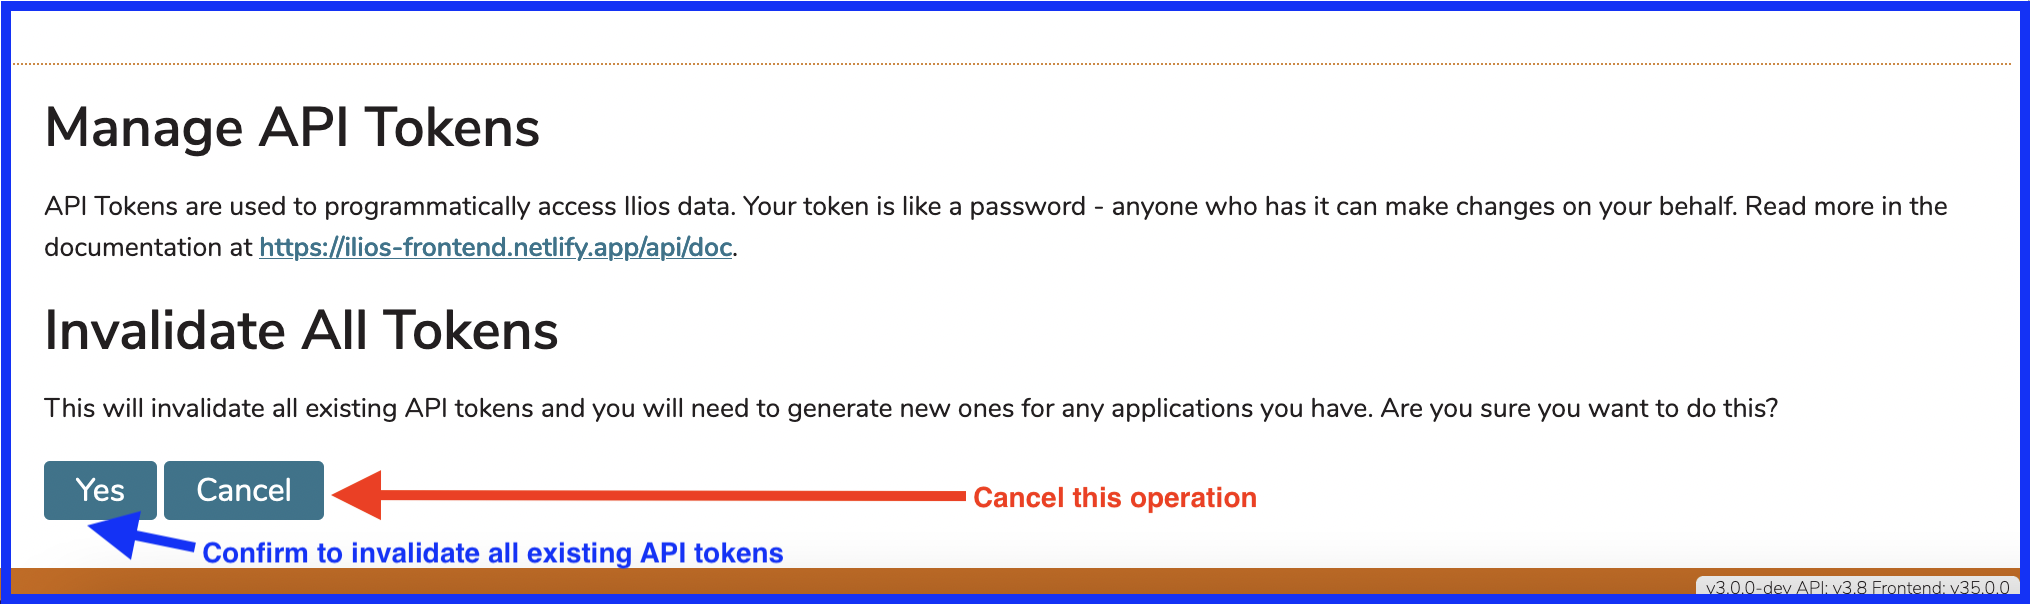 Manage API Tokens
API Tokens are used to programmatically access Ilios data. Your token is like a password - anyone who has it can make changes on your behalf. Read more in the
documentation at https://ilios-frontend.netlify.app/api/doc.
Invalidate All Tokens
This will invalidate all existing API tokens and you will need to generate new ones for any applications you have. Are you sure you want to do this?
Yes Cancel
Cancel this operation
Confirm to invalidate all existing API tokens
v3.0.0-dev API: v3.8 Frontend: v35.0.0